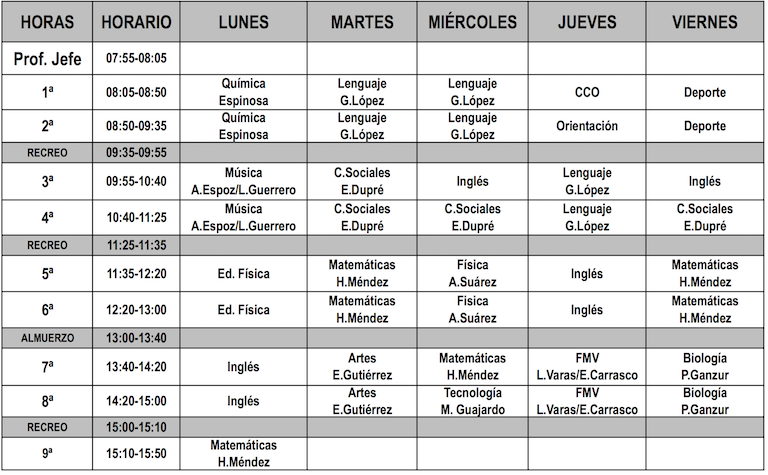 HORAS HORARIO LUNES MARTES MIÉRCOLES JUEVES VIERNES
Prof. Jefe 07:55-08:05
1ª 08:05-08:50 Química Espinosa Lenguaje G.López Lenguaje G.López CCO Deporte
2ª 08:50-09:35 Química Espinosa Lenguaje G.López Lenguaje G.López Orientación Deporte
RECREO 09:35-09:55
3ª 09:55-10:40 Música A.Espoz/L.Guerrero C.Sociales E.Dupré Inglés Lenguaje G.López Inglés
4ª 10:40-11:25 Música A.Espoz/L.Guerrero C.Sociales E.Dupré C.Sociales E.Dupré Lenguaje G.López C.Sociales E.Dupré
RECREO 11:25-11:35
5ª 11:35-12:20 Ed. Física Matemáticas H.Méndez Física A.Suárez Inglés Matemáticas H.Méndez
6ª 12:20-13:00 Ed. Física Matemáticas H.Méndez Fisica A.Suárez Inglés Matemáticas H.Méndez
ALMUERZO 13:00-13:40
7ª 13:40-14:20 Inglés Artes E.Gutiérrez Matemáticas H.Méndez FMV L.Varas/E.Carrasco Biología P.Ganzur
8ª 14:20-15:00 Inglés Artes E.Gutiérrez Tecnología M. Guajardo FMV L.Varas/E.Carrasco Biología P.Ganzur
RECREO 15:00-15:10
9ª 15:10-15:50 Matemáticas H.Méndez